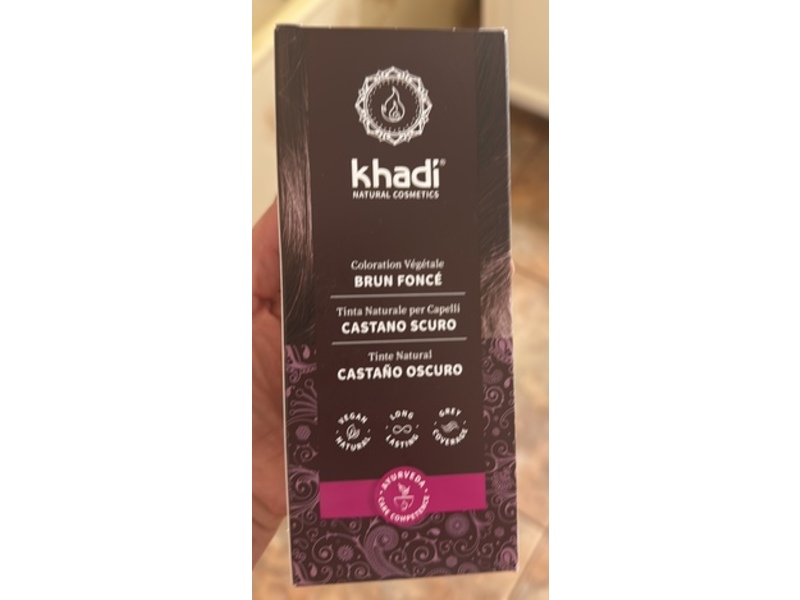 khadí®
NATURAL COSMETICS
Coloration Végétale
BRUN FONCÉ
Tinta Naturale per Capelli
CASTANO SCURO
Tinte Natural
CASTAÑO OSCURO
VEGAN
NATURAL
LONG
LASTING
GREY
COVERAGE
AYURVEDA
CARE COMPETENCE